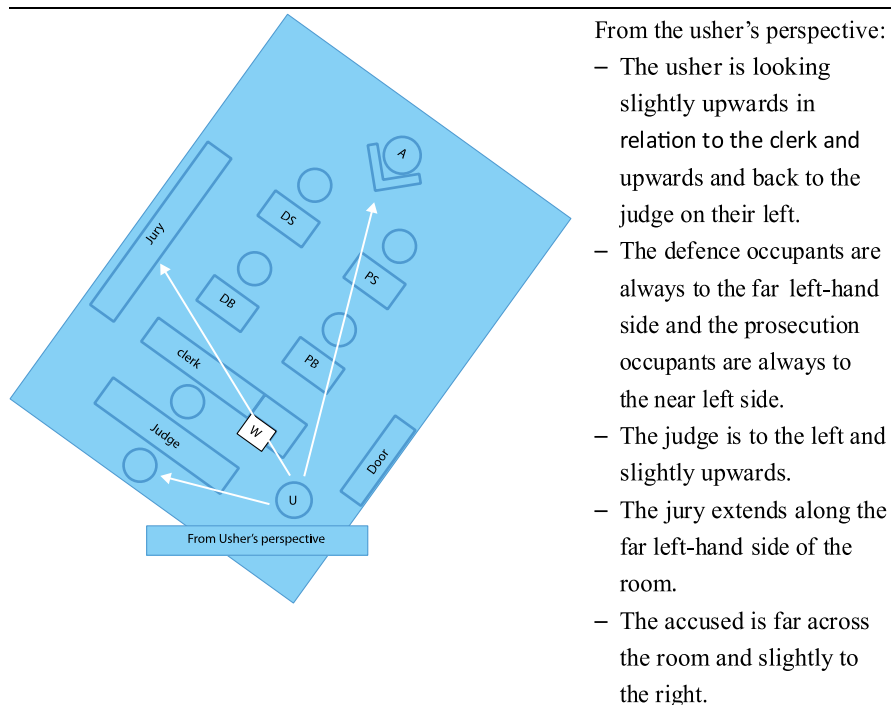 A
Jury
DS
PS
DB
clerk
PB
W
Judge
Door
U
From Usher's perspective
From the usher’s perspective:
– The usher is looking
slightly upwards in
relation to the clerk and
upwards and back to the
judge on their left.
– The defence occupants are
always to the far left-hand
side and the prosecution
occupants are always to
the near left side.
– The judge is to the left and
slightly upwards.
– The jury extends along the
far left-hand side of the
room.
– The accused is far across
the room and slightly to
the right.